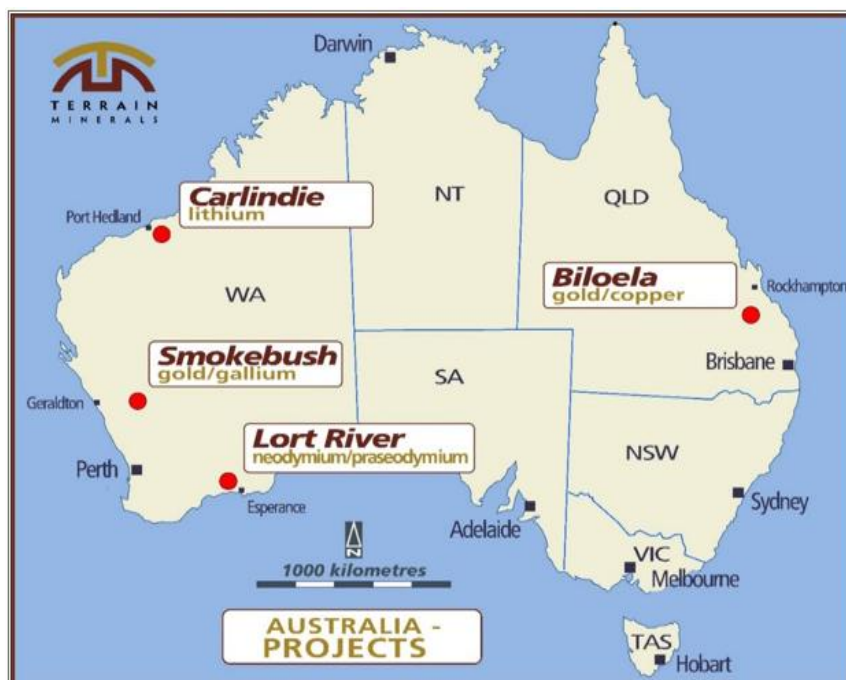 TERRAIN
MINERALS
Darwin
Carlindie
lithium
Port Hedland
NT
QLD
Biloela
gold/copper
Rockhampton
WA
Smokebush
gold/gallium
Geraldton
SA
Brisbane
Lort River
neodymium/praseodymium
NSW
Perth
Esperance
Sydney
Adelaide
N
VIC
Melbourne
1000 kilometres
AUSTRALIA -
PROJECTS
TAS
Hobart